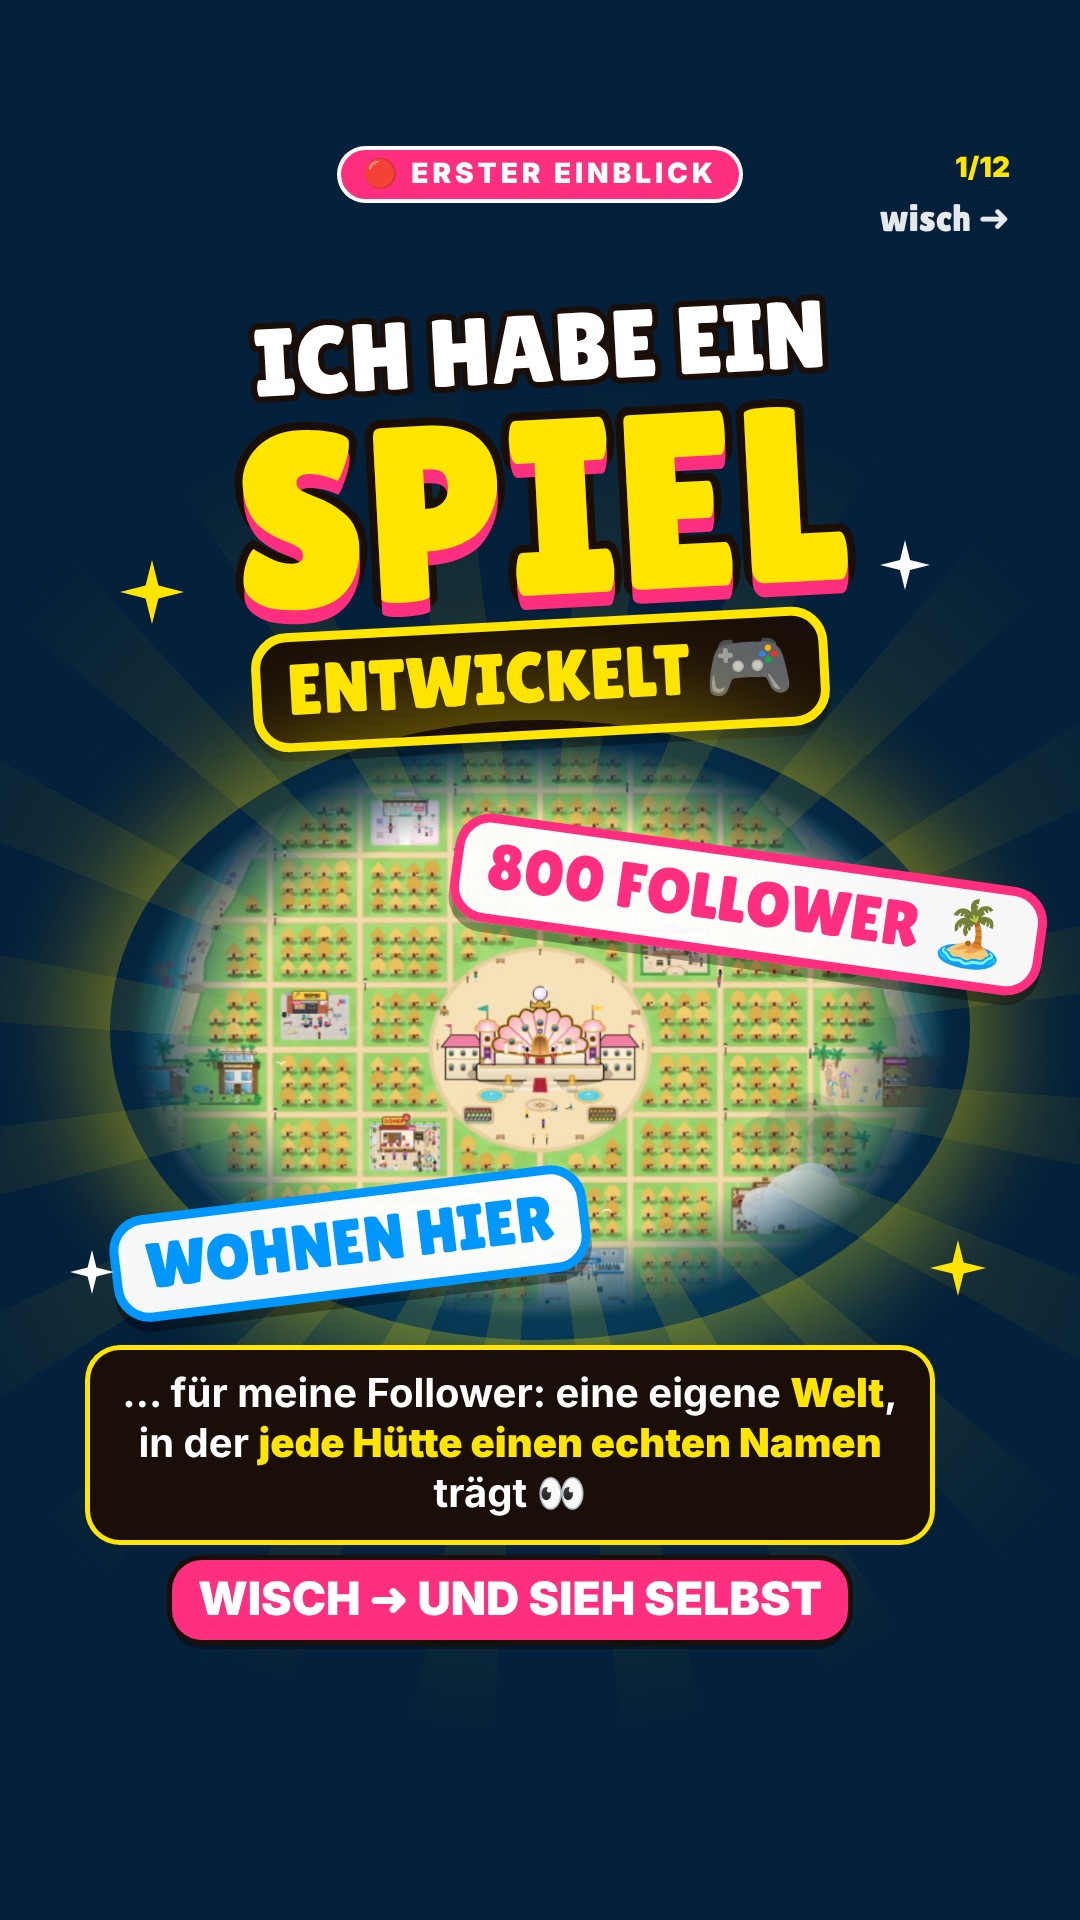 🔴 ERSTER EINBLICK
1/12
wisch →
ICH HABE EIN
SPIEL
ENTWICKELT 🎮
800 FOLLOWER 🏝️
WOHNEN HIER
... für meine Follower: eine eigene Welt,
in der jede Hütte einen echten Namen
trägt 👀
WISCH → UND SIEH SELBST